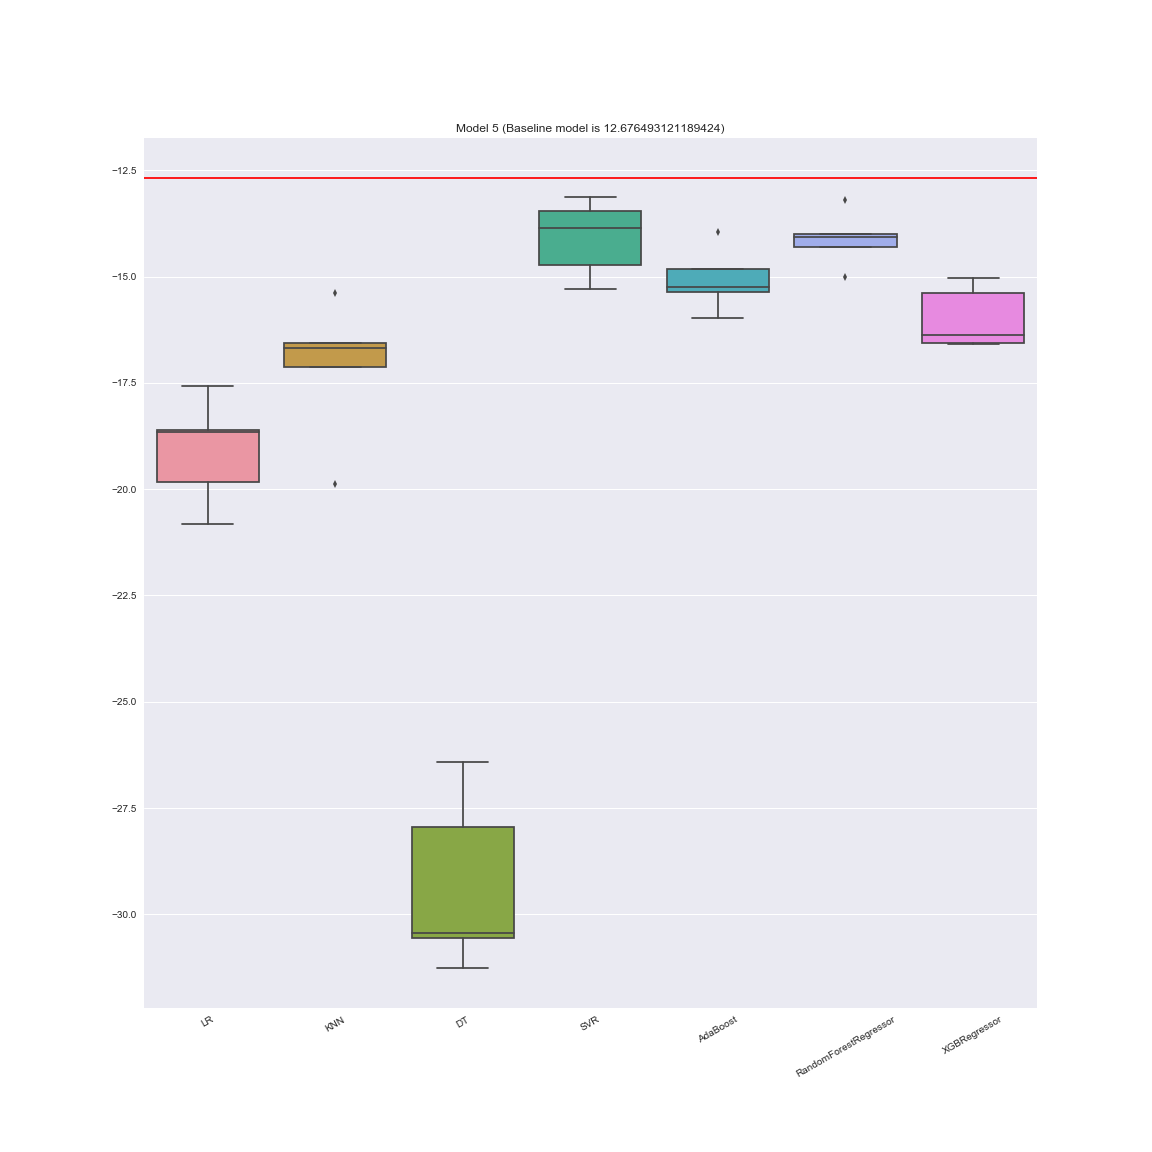 Model 5 (Baseline model is 12.676493121189424)
−12.5
−15.0
−17.5
−20.0
−22.5
−25.0
−27.5
−30.0
LR
KNN
DT
SVR
AdaBoost
RandomForestRegressor
XGBRegressor